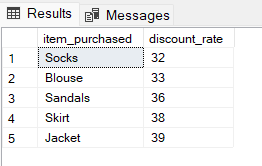 Results Messages
item_purchased discount_rate
1 Socks 32
2 Blouse 33
3 Sandals 36
4 Skirt 38
5 Jacket 39